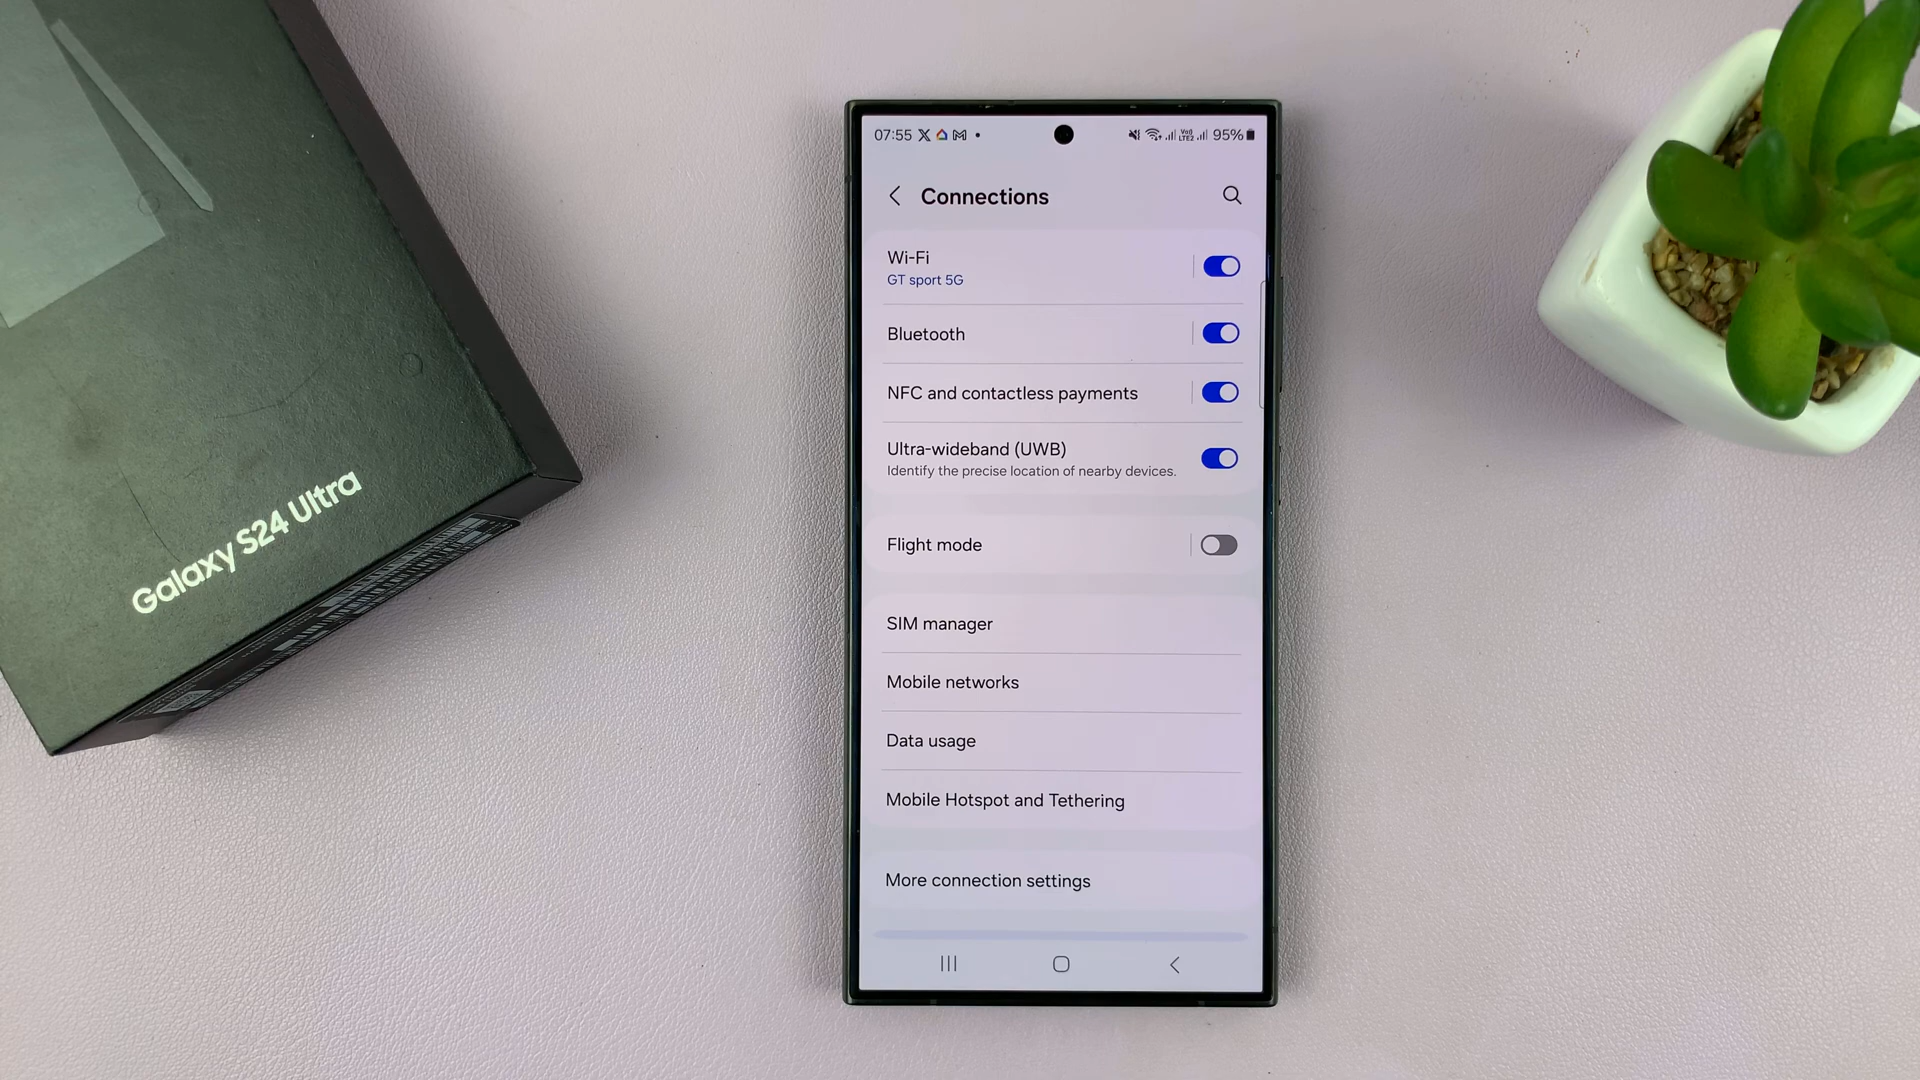 Galaxy S24 Ultra
07:55 95%
Connections
Wi-Fi
GT sport 5G
Bluetooth
NFC and contactless payments
Ultra-wideband (UWB)
Identify the precise location of nearby devices.
Flight mode
SIM manager
Mobile networks
Data usage
Mobile Hotspot and Tethering
More connection settings